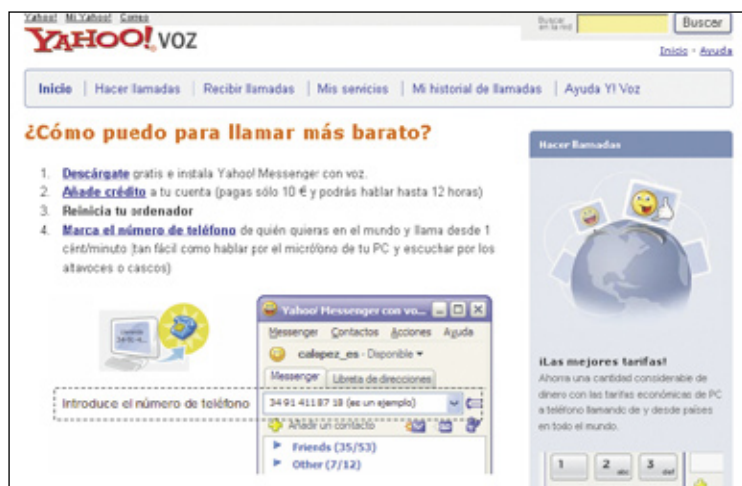 Yahoo! Mi Yahoo! Correo
YAHOO! VOZ
Buscar en la red
Buscar
Inicio - Ayuda
Inicio | Hacer llamadas | Recibir llamadas | Mis servicios | Mi historial de llamadas | Ayuda Y! Voz
¿Cómo puedo para llamar más barato?
1. Descárgate gratis e instala Yahoo! Messenger con voz.
2. Añade crédito a tu cuenta (pagas sólo 10 € y podrás hablar hasta 12 horas)
3. Reinicia tu ordenador
4. Marca el número de teléfono de quién quieras en el mundo y llama desde 1
cént/minuto (tan fácil como hablar por el micrófono de tu PC y escuchar por los
altavoces o cascos)
Yahoo! Messenger con vo...
Messenger Contactos Acciones Ayuda
calopez_es - Disponible
Messenger Libreta de direcciones
Introduce el número de teléfono
34 91 411 87 18 (es un ejemplo)
Añadir un contacto
Friends (35/53)
Other (7/12)
Hacer llamadas
¡Las mejores tarifas!
Ahorra una cantidad considerable de
dinero con las tarifas económicas de PC
a teléfono llamando de y desde países
en todo el mundo.
1 2 abc 3 def